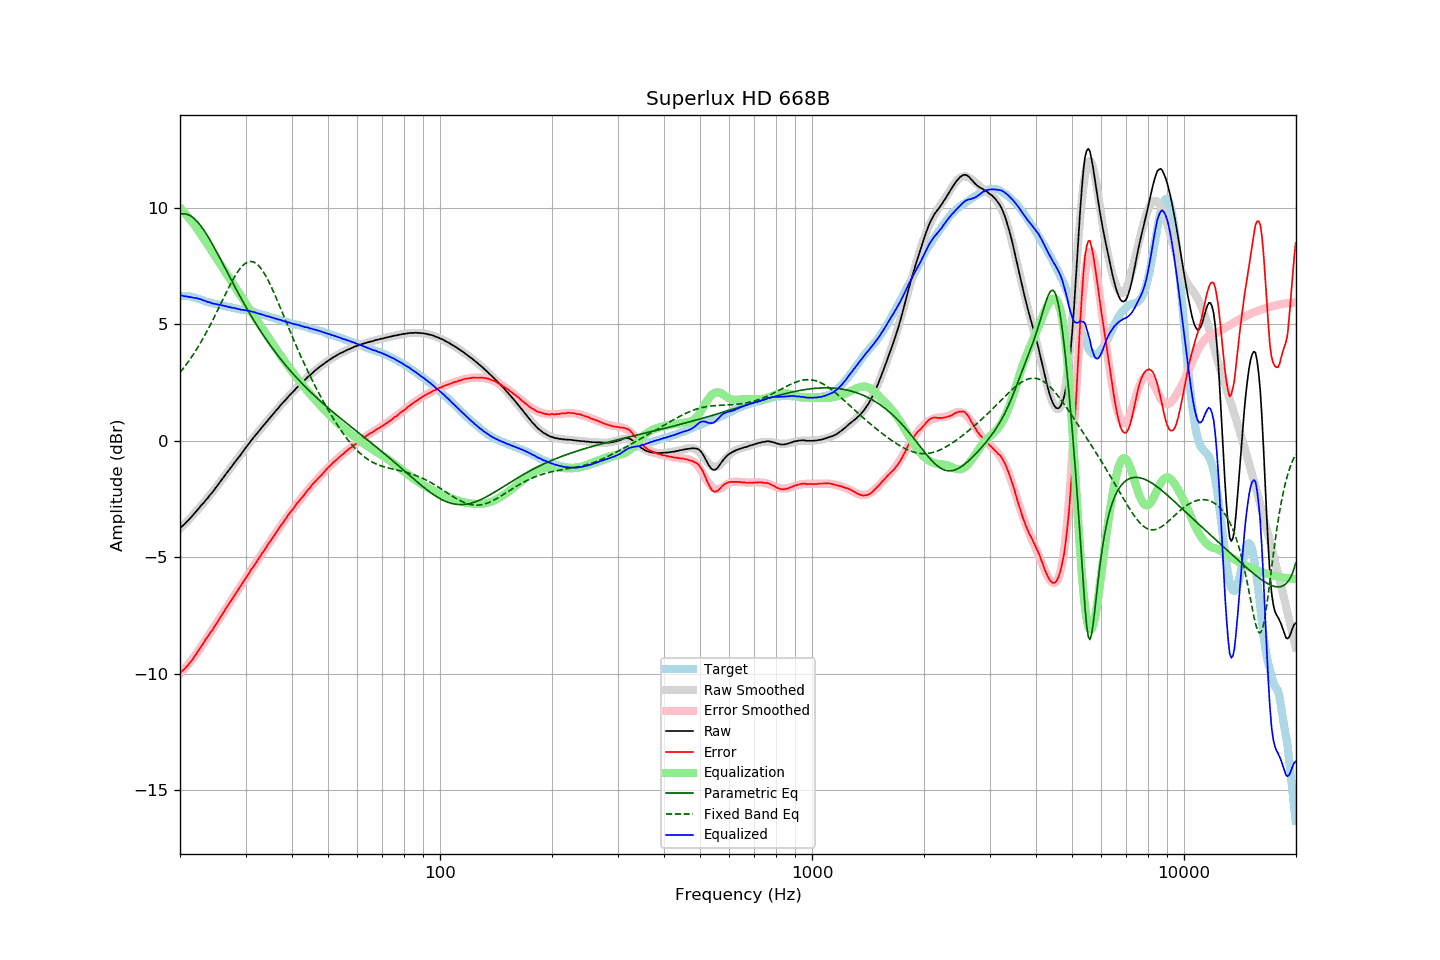 Superlux HD 668B
Amplitude (dBr)
10
5
0
−5
−10
−15
100
1000
10000
Frequency (Hz)
Target
Raw Smoothed
Error Smoothed
Raw
Error
Equalization
Parametric Eq
Fixed Band Eq
Equalized